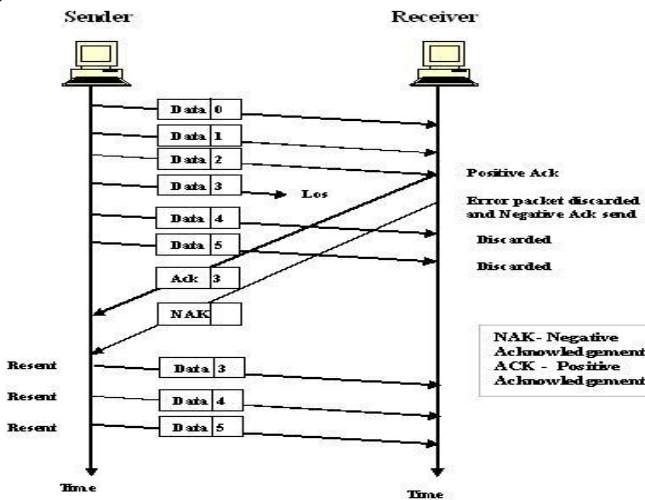 Sender
Receiver
Data 0
Data 1
Data 2
Positive Ack
Data 3
Los
Error packet discarded
and Negative Ack send
Data 4
Discarded
Data 5
Discarded
Ack 3
NAK
NAK- Negative
Acknowledgement
ACK - Positive
Acknowledgement
Resent
Data 3
Resent
Data 4
Resent
Data 5
Time
Time